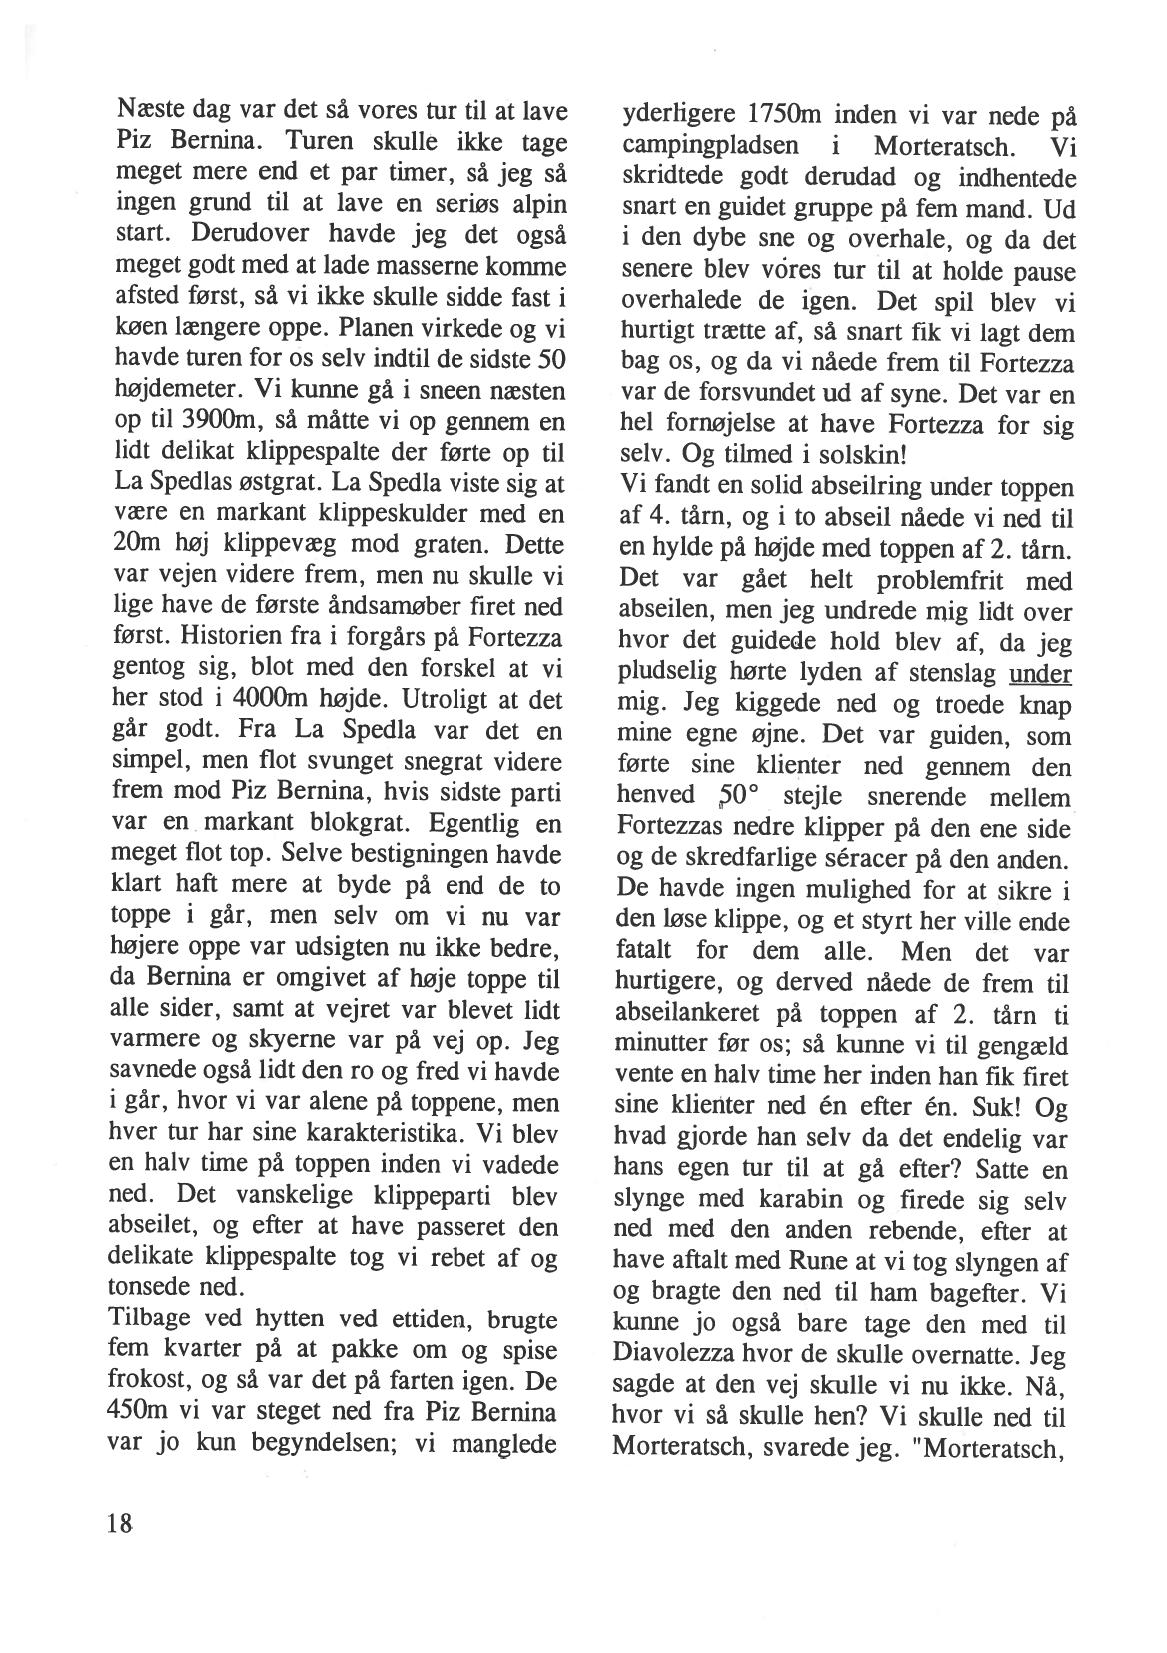 Næste dag var det så vores tur til at lave
Piz Bernina. Turen skulle ikke tage
meget mere end et par timer, så jeg så
ingen grund til at lave en seriøs alpin
start. Derudover havde jeg det også
meget godt med at lade masserne komme
afsted først, så vi ikke skulle sidde fast i
køen længere oppe. Planen virkede og vi
havde turen for os selv indtil de sidste 50
højdemeter. Vi kunne gå i sneen næsten
op til 3900m, så måtte vi op gennem en
lidt delikat klippespalte der førte op til
La Spedlas østgrat. La Spedla viste sig at
være en markant klippeskulder med en
20m høj klippevæg mod graten. Dette
var vejen videre frem, men nu skulle vi
lige have de første åndsamøber firet ned
først. Historien fra i forgårs på Fortezza
gentog sig, blot med den forskel at vi
her stod i 4000m højde. Utroligt at det
går godt. Fra La Spedla var det en
simpel, men flot svunget snegrat videre
frem mod Piz Bernina, hvis sidste parti
var en markant blokgrat. Egentlig en
meget flot top. Selve bestigningen havde
klart haft mere at byde på end de to
toppe i går, men selv om vi nu var
højere oppe var udsigten nu ikke bedre,
da Bernina er omgivet af høje toppe til
alle sider, samt at vejret var blevet lidt
varmere og skyerne var på vej op. Jeg
savnede også lidt den ro og fred vi havde
i går, hvor vi var alene på toppene, men
hver tur har sine karakteristika. Vi blev
en halv time på toppen inden vi vadede
ned. Det vanskelige klippeparti blev
abseilet, og efter at have passeret den
delikate klippespalte tog vi rebet af og
tonsede ned.
Tilbage ved hytten ved ettiden, brugte
fem kvarter på at pakke om og spise
frokost, og så var det på farten igen. De
450m vi var steget ned fra Piz Bernina
var jo kun begyndelsen; vi manglede
yderligere 1750m inden vi var nede på
campingpladsen i Morteratsch. Vi
skridtede godt derudad og indhentede
snart en guidet gruppe på fem mand. Ud
i den dybe sne og overhale, og da det
senere blev vores tur til at holde pause
overhalede de igen. Det spil blev vi
hurtigt trætte af, så snart fik vi lagt dem
bag os, og da vi nåede frem til Fortezza
var de forsvundet ud af syne. Det var en
hel fornøjelse at have Fortezza for sig
selv. Og tilmed i solskin!
Vi fandt en solid abseilring under toppen
af 4. tårn, og i to abseil nåede vi ned til
en hylde på højde med toppen af 2. tårn.
Det var gået helt problemfrit med
abseilen, men jeg undrede mig lidt over
hvor det guidede hold blev af, da jeg
pludselig hørte lyden af stenslag under
mig. Jeg kiggede ned og troede knap
mine egne øjne. Det var guiden, som
førte sine klienter ned gennem den
henved 50° stejle snerende mellem
Fortezzas nedre klipper på den ene side
og de skredfarlige séracer på den anden.
De havde ingen mulighed for at sikre i
den løse klippe, og et styrt her ville ende
fatalt for dem alle. Men det var
hurtigere, og derved nåede de frem til
abseilankeret på toppen af 2. tårn ti
minutter før os; så kunne vi til gengæld
vente en halv time her inden han fik firet
sine klienter ned én efter én. Suk! Og
hvad gjorde han selv da det endelig var
hans egen tur til at gå efter? Satte en
slynge med karabin og firede sig selv
ned med den anden rebende, efter at
have aftalt med Rune at vi tog slyngen af
og bragte den ned til ham bagefter. Vi
kunne jo også bare tage den med til
Diavolezza hvor de skulle overnatte. Jeg
sagde at den vej skulle vi nu ikke. Nå,
hvor vi så skulle hen? Vi skulle ned til
Morteratsch, svarede jeg. "Morteratsch,
18